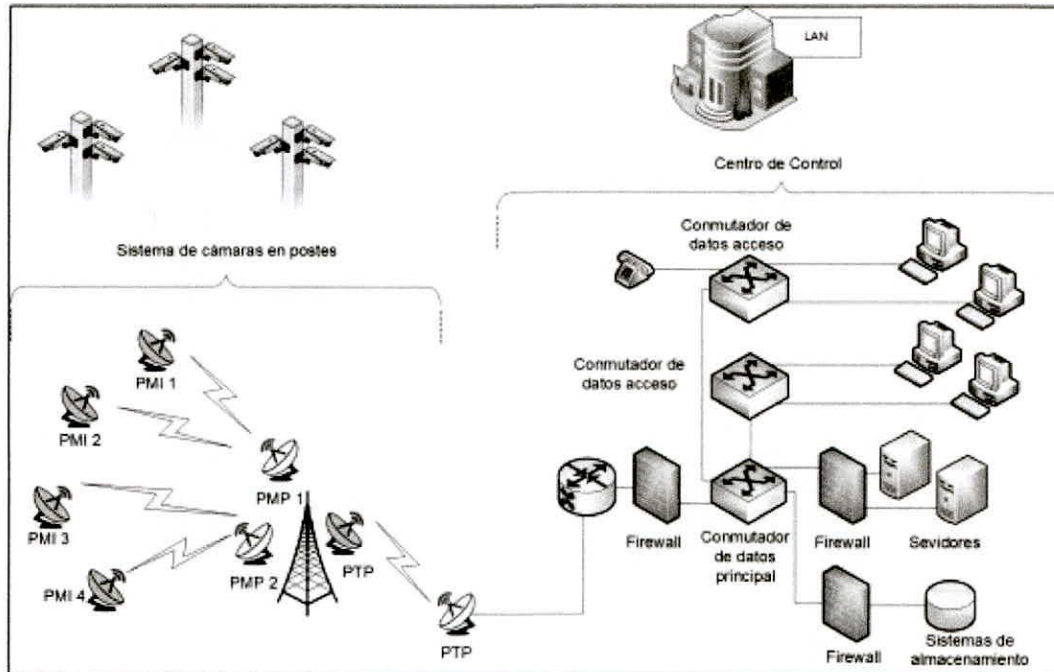 LAN
Centro de Control
Sistema de cámaras en postes
Conmutador de
datos acceso
Conmutador de
datos acceso
PMI 1
PMI 2
PMP 1
PMI 3
PMP 2
PTP
PMI 4
PTP
Firewall
Conmutador
de datos
principal
Firewall
Sevidores
Firewall
Sistemas de
almacenamiento